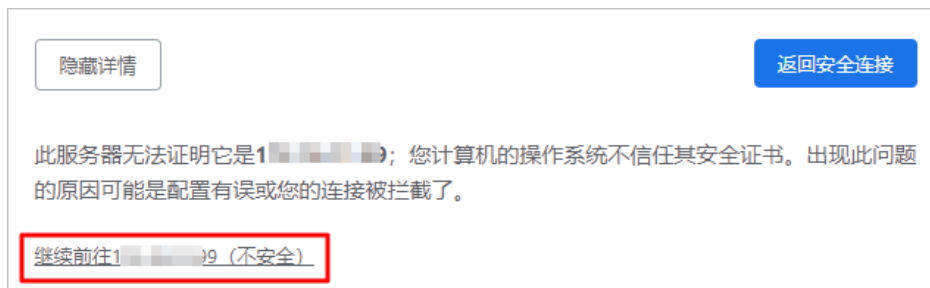 隐藏详情
返回安全连接
此服务器无法证明它是1 9；您计算机的操作系统不信任其安全证书。出现此问题
的原因可能是配置有误或您的连接被拦截了。
继续前往1 99（不安全）